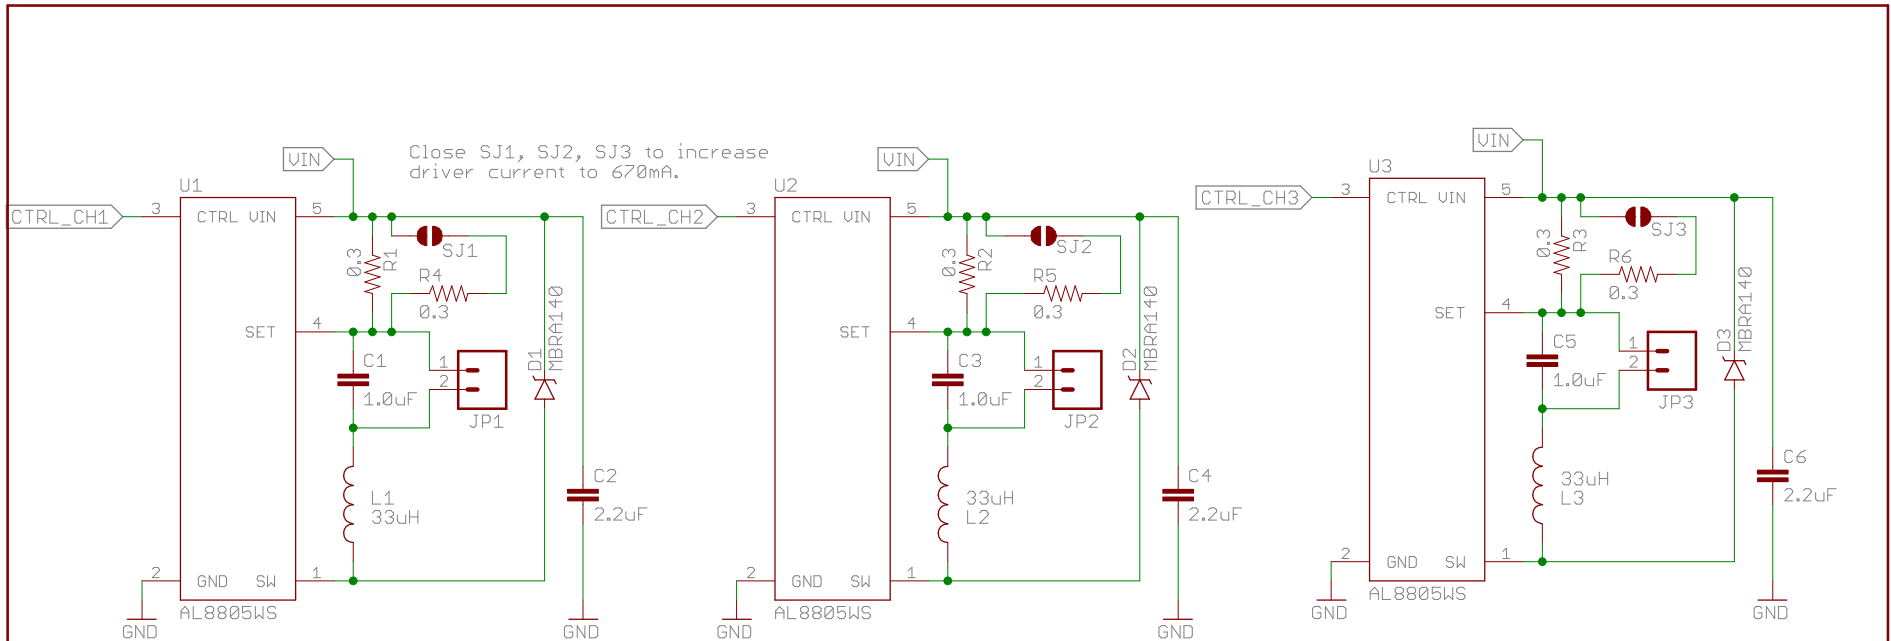 VIN
Close SJ1, SJ2, SJ3 to increase
driver current to 670mA.
U1
CTRL_CH1
3
CTRL VIN
5
SJ1
0.3
R1
R4
0.3
SET
4
C1
1.0uF
1
2
JP1
D1
MBRA140
L1
33uH
C2
2.2uF
2
GND
SW
1
AL8805WS
GND
GND
VIN
U2
CTRL_CH2
3
CTRL VIN
5
SJ2
0.3
R2
R5
0.3
SET
4
C3
1.0uF
1
2
JP2
D2
MBRA140
33uH
L2
C4
2.2uF
2
GND
SW
1
AL8805WS
GND
GND
VIN
U3
CTRL_CH3
3
CTRL VIN
5
SJ3
0.3
R3
R6
0.3
SET
4
C5
1.0uF
1
2
JP3
D3
MBRA140
33uH
L3
C6
2.2uF
2
GND
SW
1
AL8805WS
GND
GND